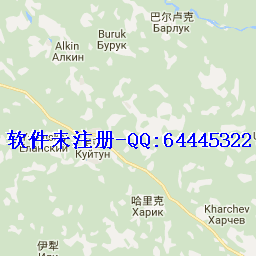 巴尔卢克
Барлук
Buruk
Бурук
Alkin
Алкин
软件未注册-QQ:64445322
Еланский
Куйтун
哈里克
Харик
Kharchev
Харчев
伊犁